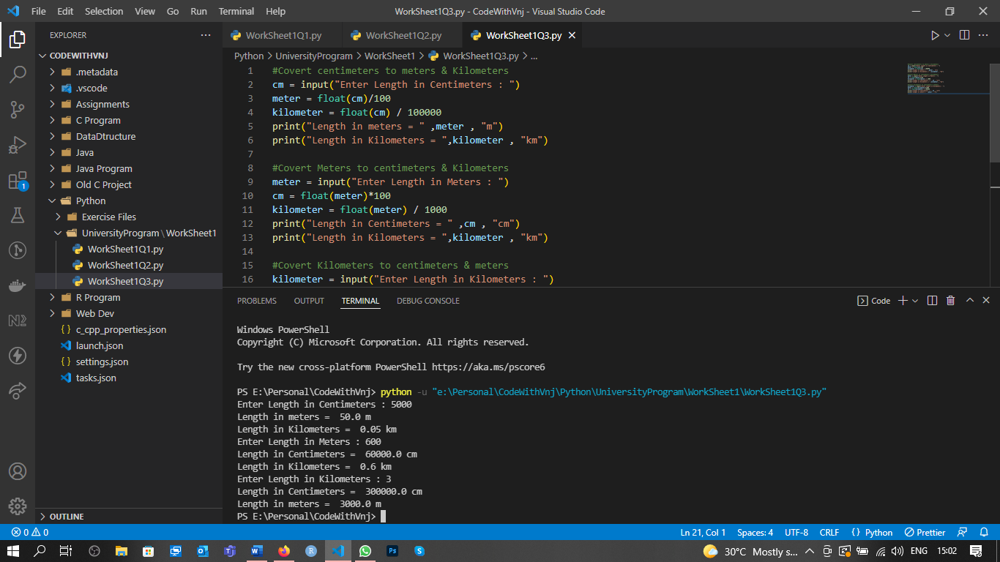 File Edit Selection View Go Run Terminal Help WorkSheet1Q3.py - CodeWithVnj - Visual Studio Code
EXPLORER
CODEWITHVNJ
.metadata
.vscode
Assignments
C Program
DataDtructure
Java
Java Program
Old C Project
Python
Exercise Files
UniversityProgram \ WorkSheet1
WorkSheet1Q1.py
WorkSheet1Q2.py
WorkSheet1Q3.py
R Program
Web Dev
{ } c_cpp_properties.json
launch.json
{ } settings.json
tasks.json
OUTLINE
1
WorkSheet1Q1.py WorkSheet1Q2.py WorkSheet1Q3.py
Python > UniversityProgram > WorkSheet1 > WorkSheet1Q3.py > ...
1 #Covert centimeters to meters & Kilometers
2 cm = input("Enter Length in Centimeters : ")
3 meter = float(cm)/100
4 kilometer = float(cm) / 100000
5 print("Length in meters = " ,meter , "m")
6 print("Length in Kilometers = ",kilometer , "km")
7
8 #Covert Meters to centimeters & Kilometers
9 meter = input("Enter Length in Meters : ")
10 cm = float(meter)*100
11 kilometer = float(meter) / 1000
12 print("Length in Centimeters = " ,cm , "cm")
13 print("Length in Kilometers = ",kilometer , "km")
14
15 #Covert Kilometers to centimeters & meters
16 kilometer = input("Enter Length in Kilometers : ")
PROBLEMS OUTPUT TERMINAL DEBUG CONSOLE Code
Windows PowerShell
Copyright (C) Microsoft Corporation. All rights reserved.
Try the new cross-platform PowerShell https://aka.ms/pscore6
PS E:\Personal\CodeWithVnj> python -u "e:\Personal\CodeWithVnj\Python\UniversityProgram\WorkSheet1\WorkSheet1Q3.py"
Enter Length in Centimeters : 5000
Length in meters =  50.0 m
Length in Kilometers =  0.05 km
Enter Length in Meters : 600
Length in Centimeters =  60000.0 cm
Length in Kilometers =  0.6 km
Enter Length in Kilometers : 3
Length in Centimeters =  300000.0 cm
Length in meters =  3000.0 m
PS E:\Personal\CodeWithVnj>
0 0 Ln 21, Col 1 Spaces: 4 UTF-8 CRLF { } Python Prettier
30°C Mostly s... ENG 15:02